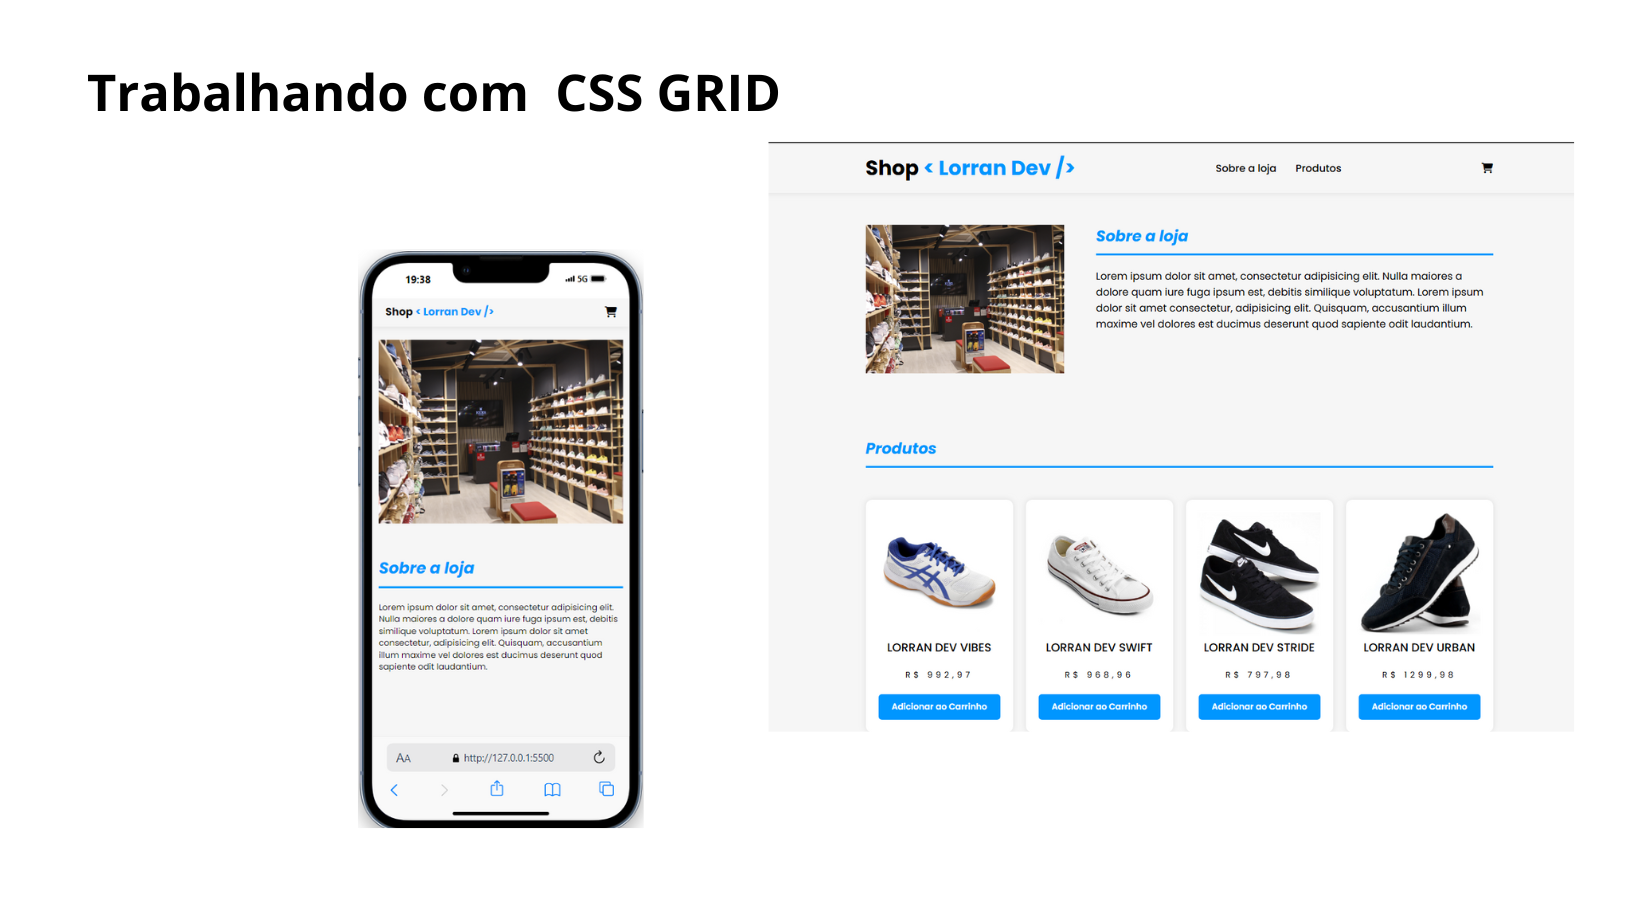 Trabalhando com  CSS GRID
19:38
5G
Shop < Lorran Dev />
Sobre a loja
Lorem ipsum dolor sit amet, consectetur adipisicing elit.
Nulla maiores a dolore quam iure fuga ipsum est, debitis
similique voluptatum. Lorem ipsum dolor sit amet
consectetur, adipisicing elit. Quisquam, accusantium
illum maxime vel dolores est ducimus deserunt quod
sapiente odit laudantium.
AA
http://127.0.0.1:5500
Shop < Lorran Dev />
Sobre a loja Produtos
Sobre a loja
Lorem ipsum dolor sit amet, consectetur adipisicing elit. Nulla maiores a
dolore quam iure fuga ipsum est, debitis similique voluptatum. Lorem ipsum
dolor sit amet consectetur, adipisicing elit. Quisquam, accusantium illum
maxime vel dolores est ducimus deserunt quod sapiente odit laudantium.
Produtos
LORRAN DEV VIBES
R$ 992,97
Adicionar ao Carrinho
LORRAN DEV SWIFT
R$ 968,96
Adicionar ao Carrinho
LORRAN DEV STRIDE
R$ 797,98
Adicionar ao Carrinho
LORRAN DEV URBAN
R$ 1299,98
Adicionar ao Carrinho